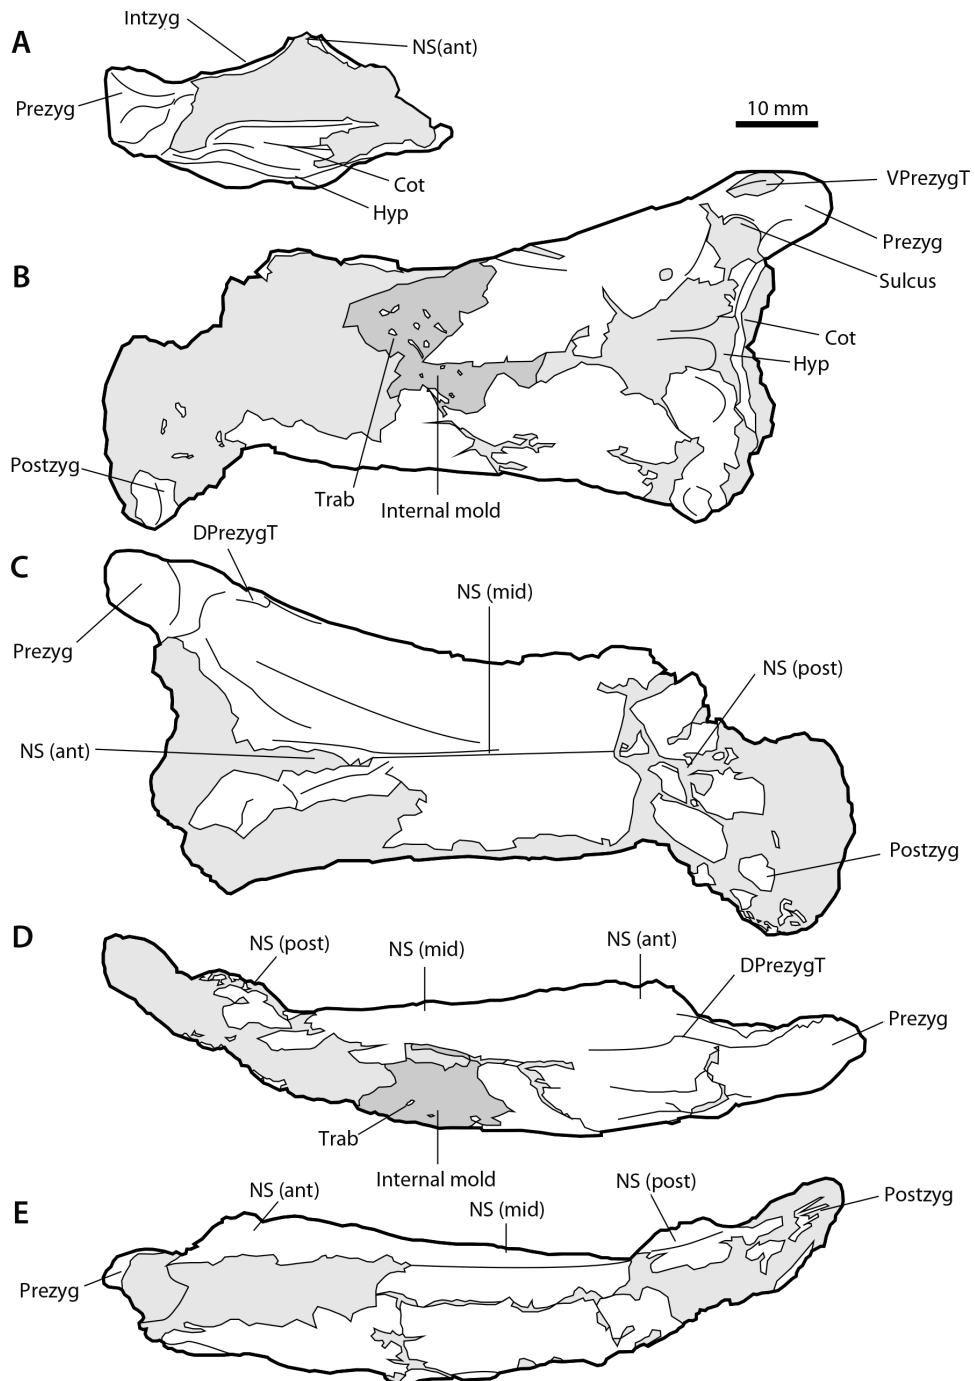 A
Intzyg
NS(ant)
Prezyg
Cot
Hyp
10 mm
B
VPrezygT
Prezyg
Sulcus
Cot
Hyp
Postzyg
Trab
Internal mold
C
DPrezygT
NS (mid)
Prezyg
NS (post)
NS (ant)
Postzyg
D
NS (post)
NS (mid)
NS (ant)
DPrezygT
Prezyg
Trab
Internal mold
E
NS (ant)
NS (mid)
NS (post)
Postzyg
Prezyg